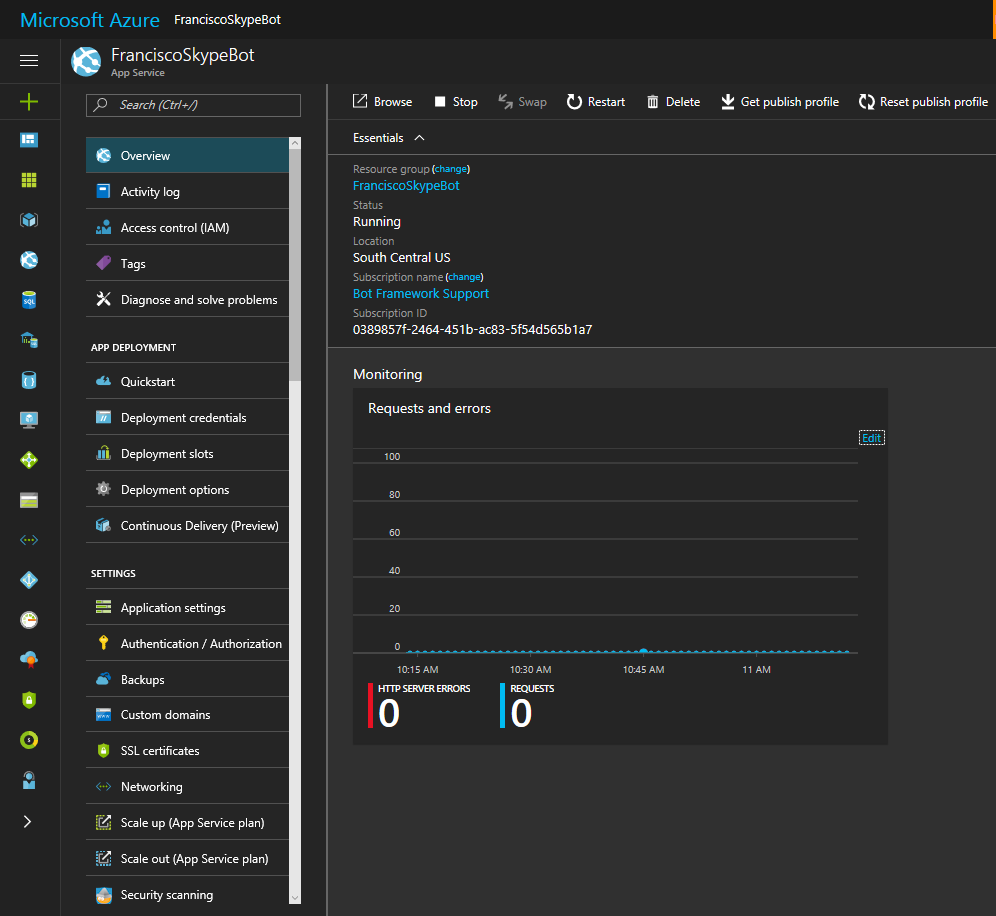 Microsoft Azure FranciscoSkypeBot
FranciscoSkypeBot
App Service
Search (Ctrl+/)
Overview
Activity log
Access control (IAM)
Tags
Diagnose and solve problems
APP DEPLOYMENT
Quickstart
Deployment credentials
Deployment slots
Deployment options
Continuous Delivery (Preview)
SETTINGS
Application settings
Authentication / Authorization
Backups
Custom domains
SSL certificates
Networking
Scale up (App Service plan)
Scale out (App Service plan)
Security scanning
Browse Stop Swap Restart Delete Get publish profile Reset publish profile
Essentials
Resource group (change)
FranciscoSkypeBot
Status
Running
Location
South Central US
Subscription name (change)
Bot Framework Support
Subscription ID
0389857f-2464-451b-ac83-5f54d565b1a7
Monitoring
Requests and errors
Edit
100
80
60
40
20
0
10:15 AM 10:30 AM 10:45 AM 11 AM
HTTP SERVER ERRORS REQUESTS
0 0
SQL